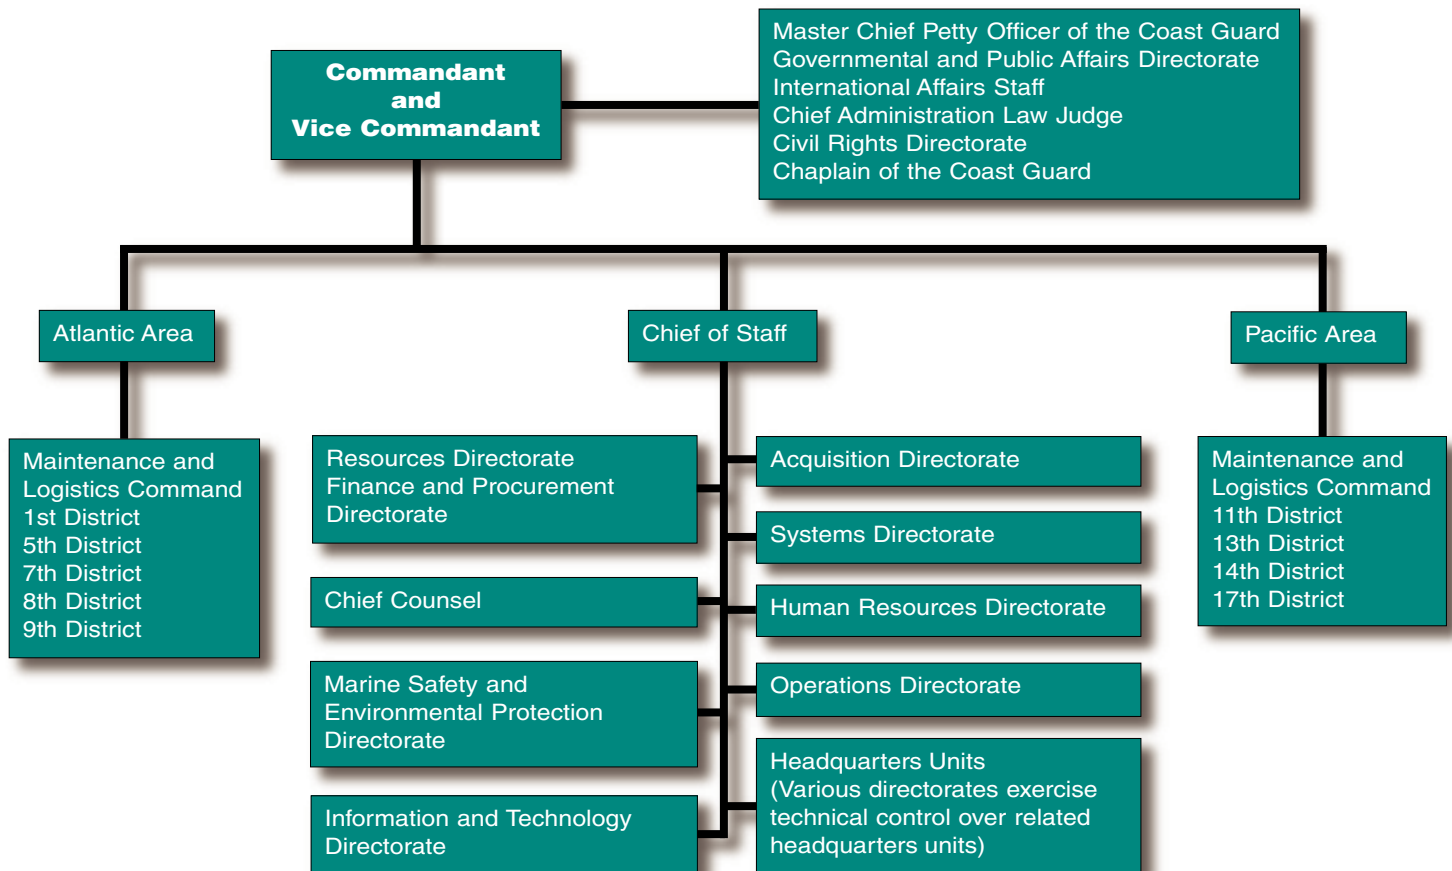 Commandant
and
Vice Commandant
Master Chief Petty Officer of the Coast Guard
Governmental and Public Affairs Directorate
International Affairs Staff
Chief Administration Law Judge
Civil Rights Directorate
Chaplain of the Coast Guard
Atlantic Area
Chief of Staff
Pacific Area
Maintenance and
Logistics Command
1st District
5th District
7th District
8th District
9th District
Resources Directorate
Finance and Procurement
Directorate
Chief Counsel
Marine Safety and
Environmental Protection
Directorate
Information and Technology
Directorate
Acquisition Directorate
Systems Directorate
Human Resources Directorate
Operations Directorate
Headquarters Units
(Various directorates exercise
technical control over related
headquarters units)
Maintenance and
Logistics Command
11th District
13th District
14th District
17th District